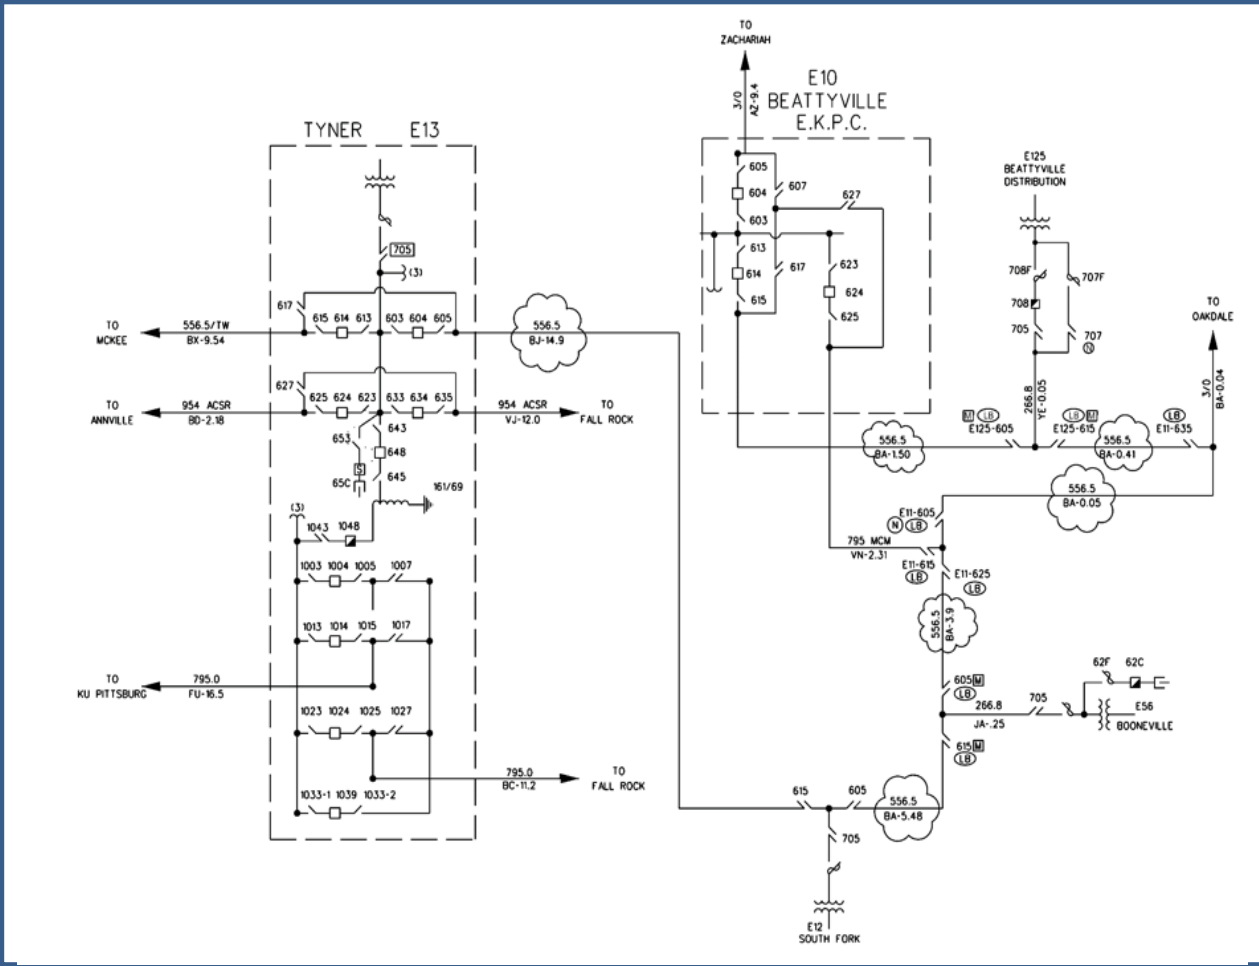 TO
ZACHARIAH
3/0
AZ-9.4
E10
BEATTYVILLE
E.K.P.C.
605
604
603
607
627
613
614
615
617
623
624
625
TYNER E13
705
(3)
617
615 614 613 603 604 605
TO
MCKEE
556.5/TW
BX-9.54
556.5
BJ-14.9
627
625 624 623 633 634 635
TO
ANNVILLE
954 ACSR
BD-2.18
954 ACSR
VJ-12.0
TO
FALL ROCK
643
653
648
S
65C
645
161/69
(3)
1043 1048
1003 1004 1005 1007
1013 1014 1015 1017
TO
KU PITTSBURG
795.0
FU-16.5
1023 1024 1025 1027
795.0
BC-11.2
TO
FALL ROCK
1033-1 1039 1033-2
E125
BEATTYVILLE
DISTRIBUTION
708F
707F
708
705
707
N
266.8
YE-0.05
TO
OAKDALE
3/0
BA-0.04
M LB
E125-605
LB M
E125-615
LB
E11-635
556.5
BA-1.50
556.5
BA-0.41
556.5
BA-0.05
E11-605
N LB
795 MCM
VN-2.31
E11-615
LB
E11-625
LB
556.5
BA-3.9
605 M
LB
266.8
JA-.25
705
62F 62C
E56
BOONEVILLE
615 M
LB
615 605
556.5
BA-5.48
705
E12
SOUTH FORK